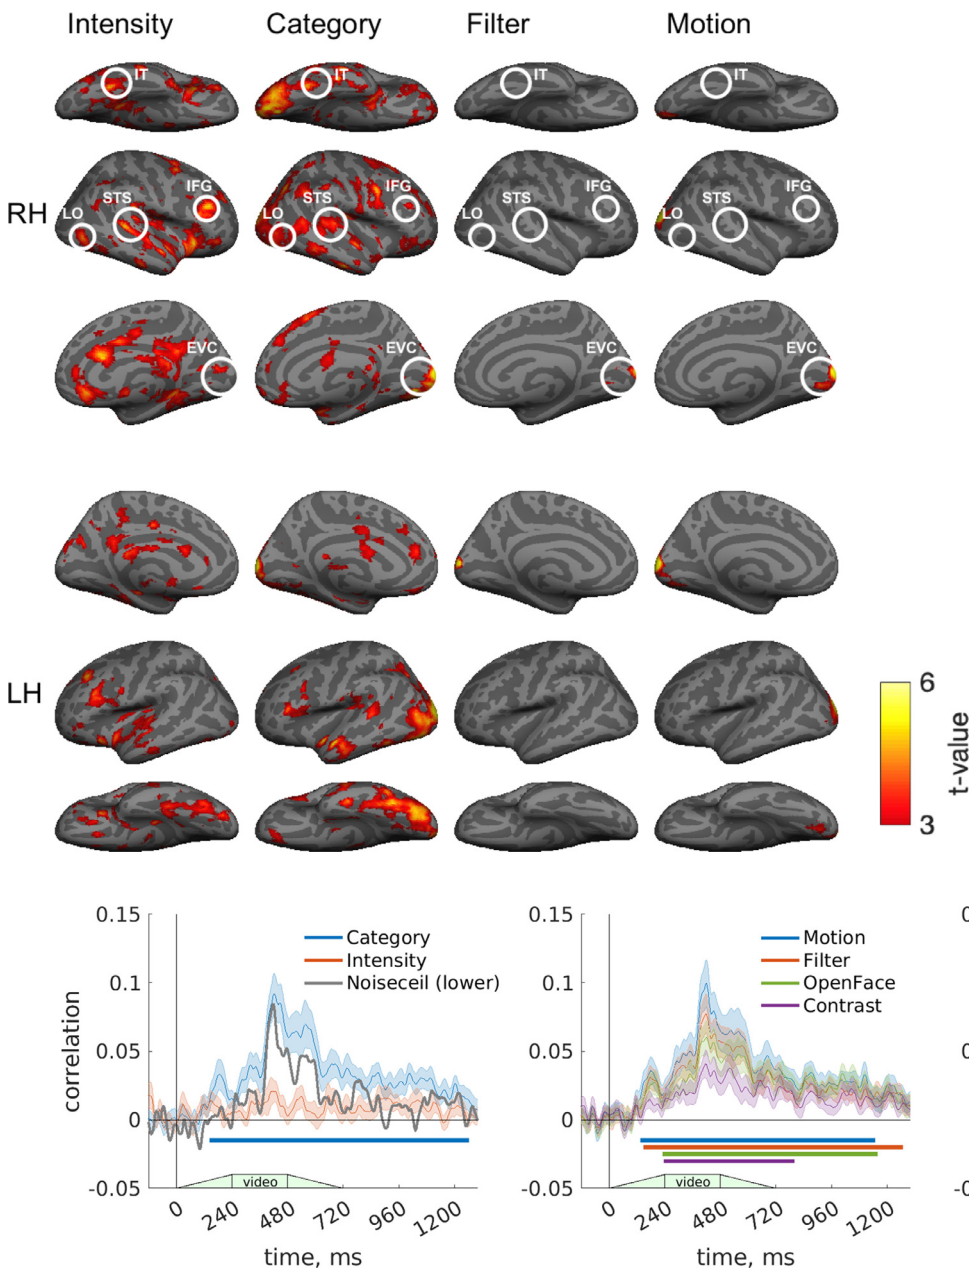 Intensity Category Filter Motion
IT IT IT IT
RH
STS IFG STS IFG STS IFG STS IFG
LO LO LO LO
EVC EVC EVC EVC
LH
6
t-value
3
0.15
0.1
0.05
0
-0.05
correlation
Category
Intensity
Noiseceil (lower)
video
0 240 480 720 960 1200
time, ms
0.15
0.1
0.05
0
-0.05
Motion
Filter
OpenFace
Contrast
video
0 240 480 720 960 1200
time, ms
0
-0